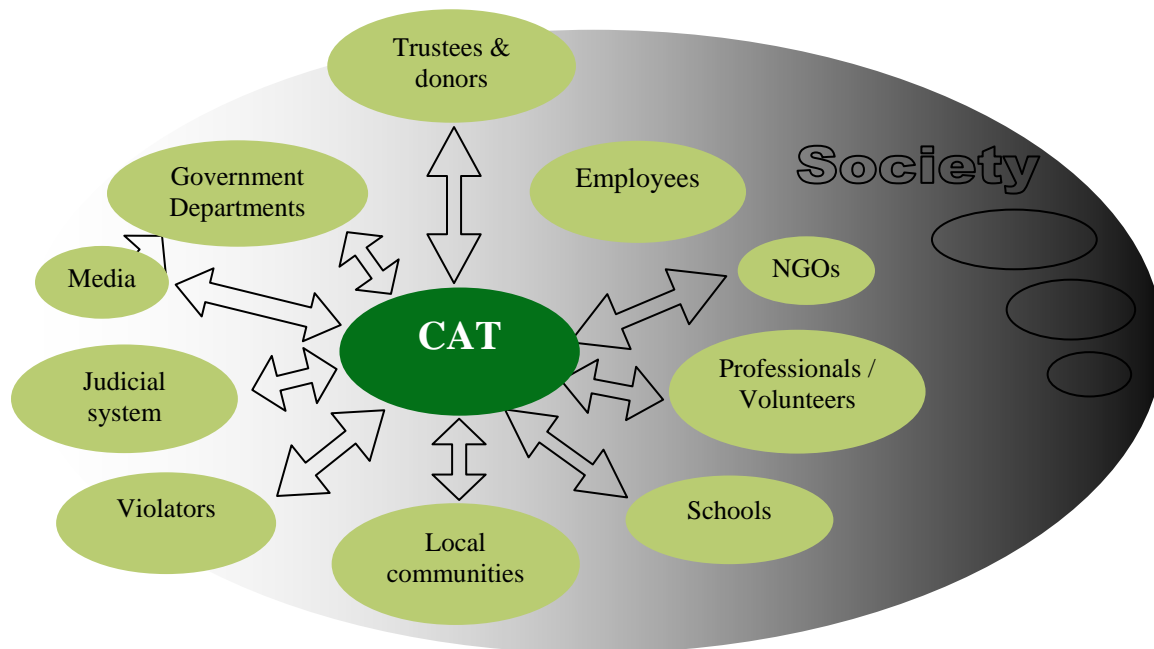 Trustees &
donors
Society
Government
Departments
Employees
Media
NGOs
CAT
Judicial
system
Professionals /
Volunteers
Violators
Schools
Local
communities